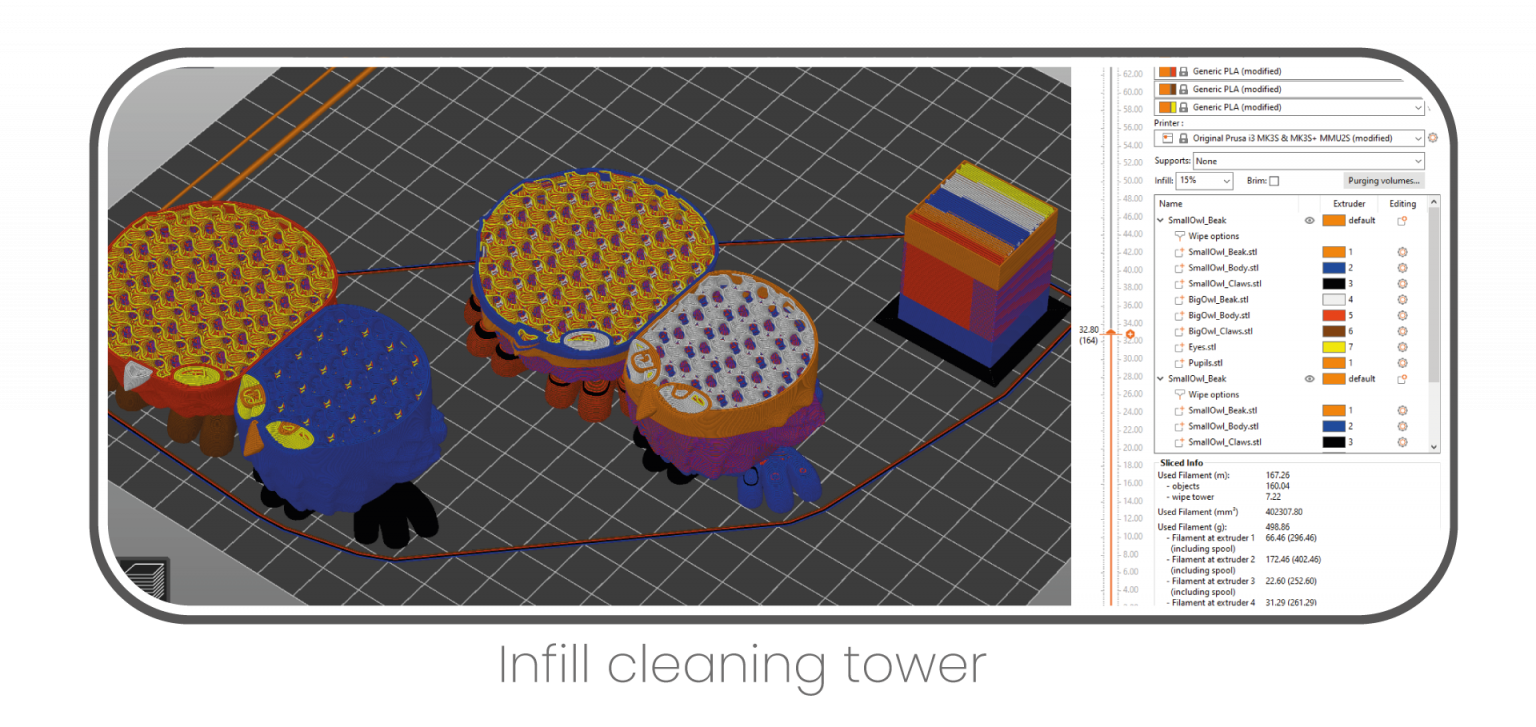 62.00
60.00
58.00
56.00
54.00
52.00
50.00
48.00
46.00
44.00
42.00
40.00
38.00
36.00
34.00
32.80
(164)
30.00
28.00
26.00
24.00
22.00
20.00
18.00
16.00
14.00
12.00
10.00
8.00
6.00
4.00
Generic PLA (modified)
Generic PLA (modified)
Generic PLA (modified)
Printer :
Original Prusa i3 MK3S & MK3S+ MMU2S (modified)
Supports: None
Infill: 15% Brim: Purging volumes...
Name Extruder Editing
SmallOwl_Beak default
Wipe options
SmallOwl_Beak.stl 1
SmallOwl_Body.stl 2
SmallOwl_Claws.stl 3
BigOwl_Beak.stl 4
BigOwl_Body.stl 5
BigOwl_Claws.stl 6
Eyes.stl 7
Pupils.stl 1
SmallOwl_Beak default
Wipe options
SmallOwl_Beak.stl 1
SmallOwl_Body.stl 2
SmallOwl_Claws.stl 3
Sliced Info
Used Filament (m): 167.26
- objects 160.04
- wipe tower 7.22
Used Filament (mm³) 402307.80
Used Filament (g): 498.86
- Filament at extruder 1 66.46 (296.46)
(including spool)
- Filament at extruder 2 172.46 (402.46)
(including spool)
- Filament at extruder 3 22.60 (252.60)
(including spool)
- Filament at extruder 4 31.29 (261.29)
Infill cleaning tower